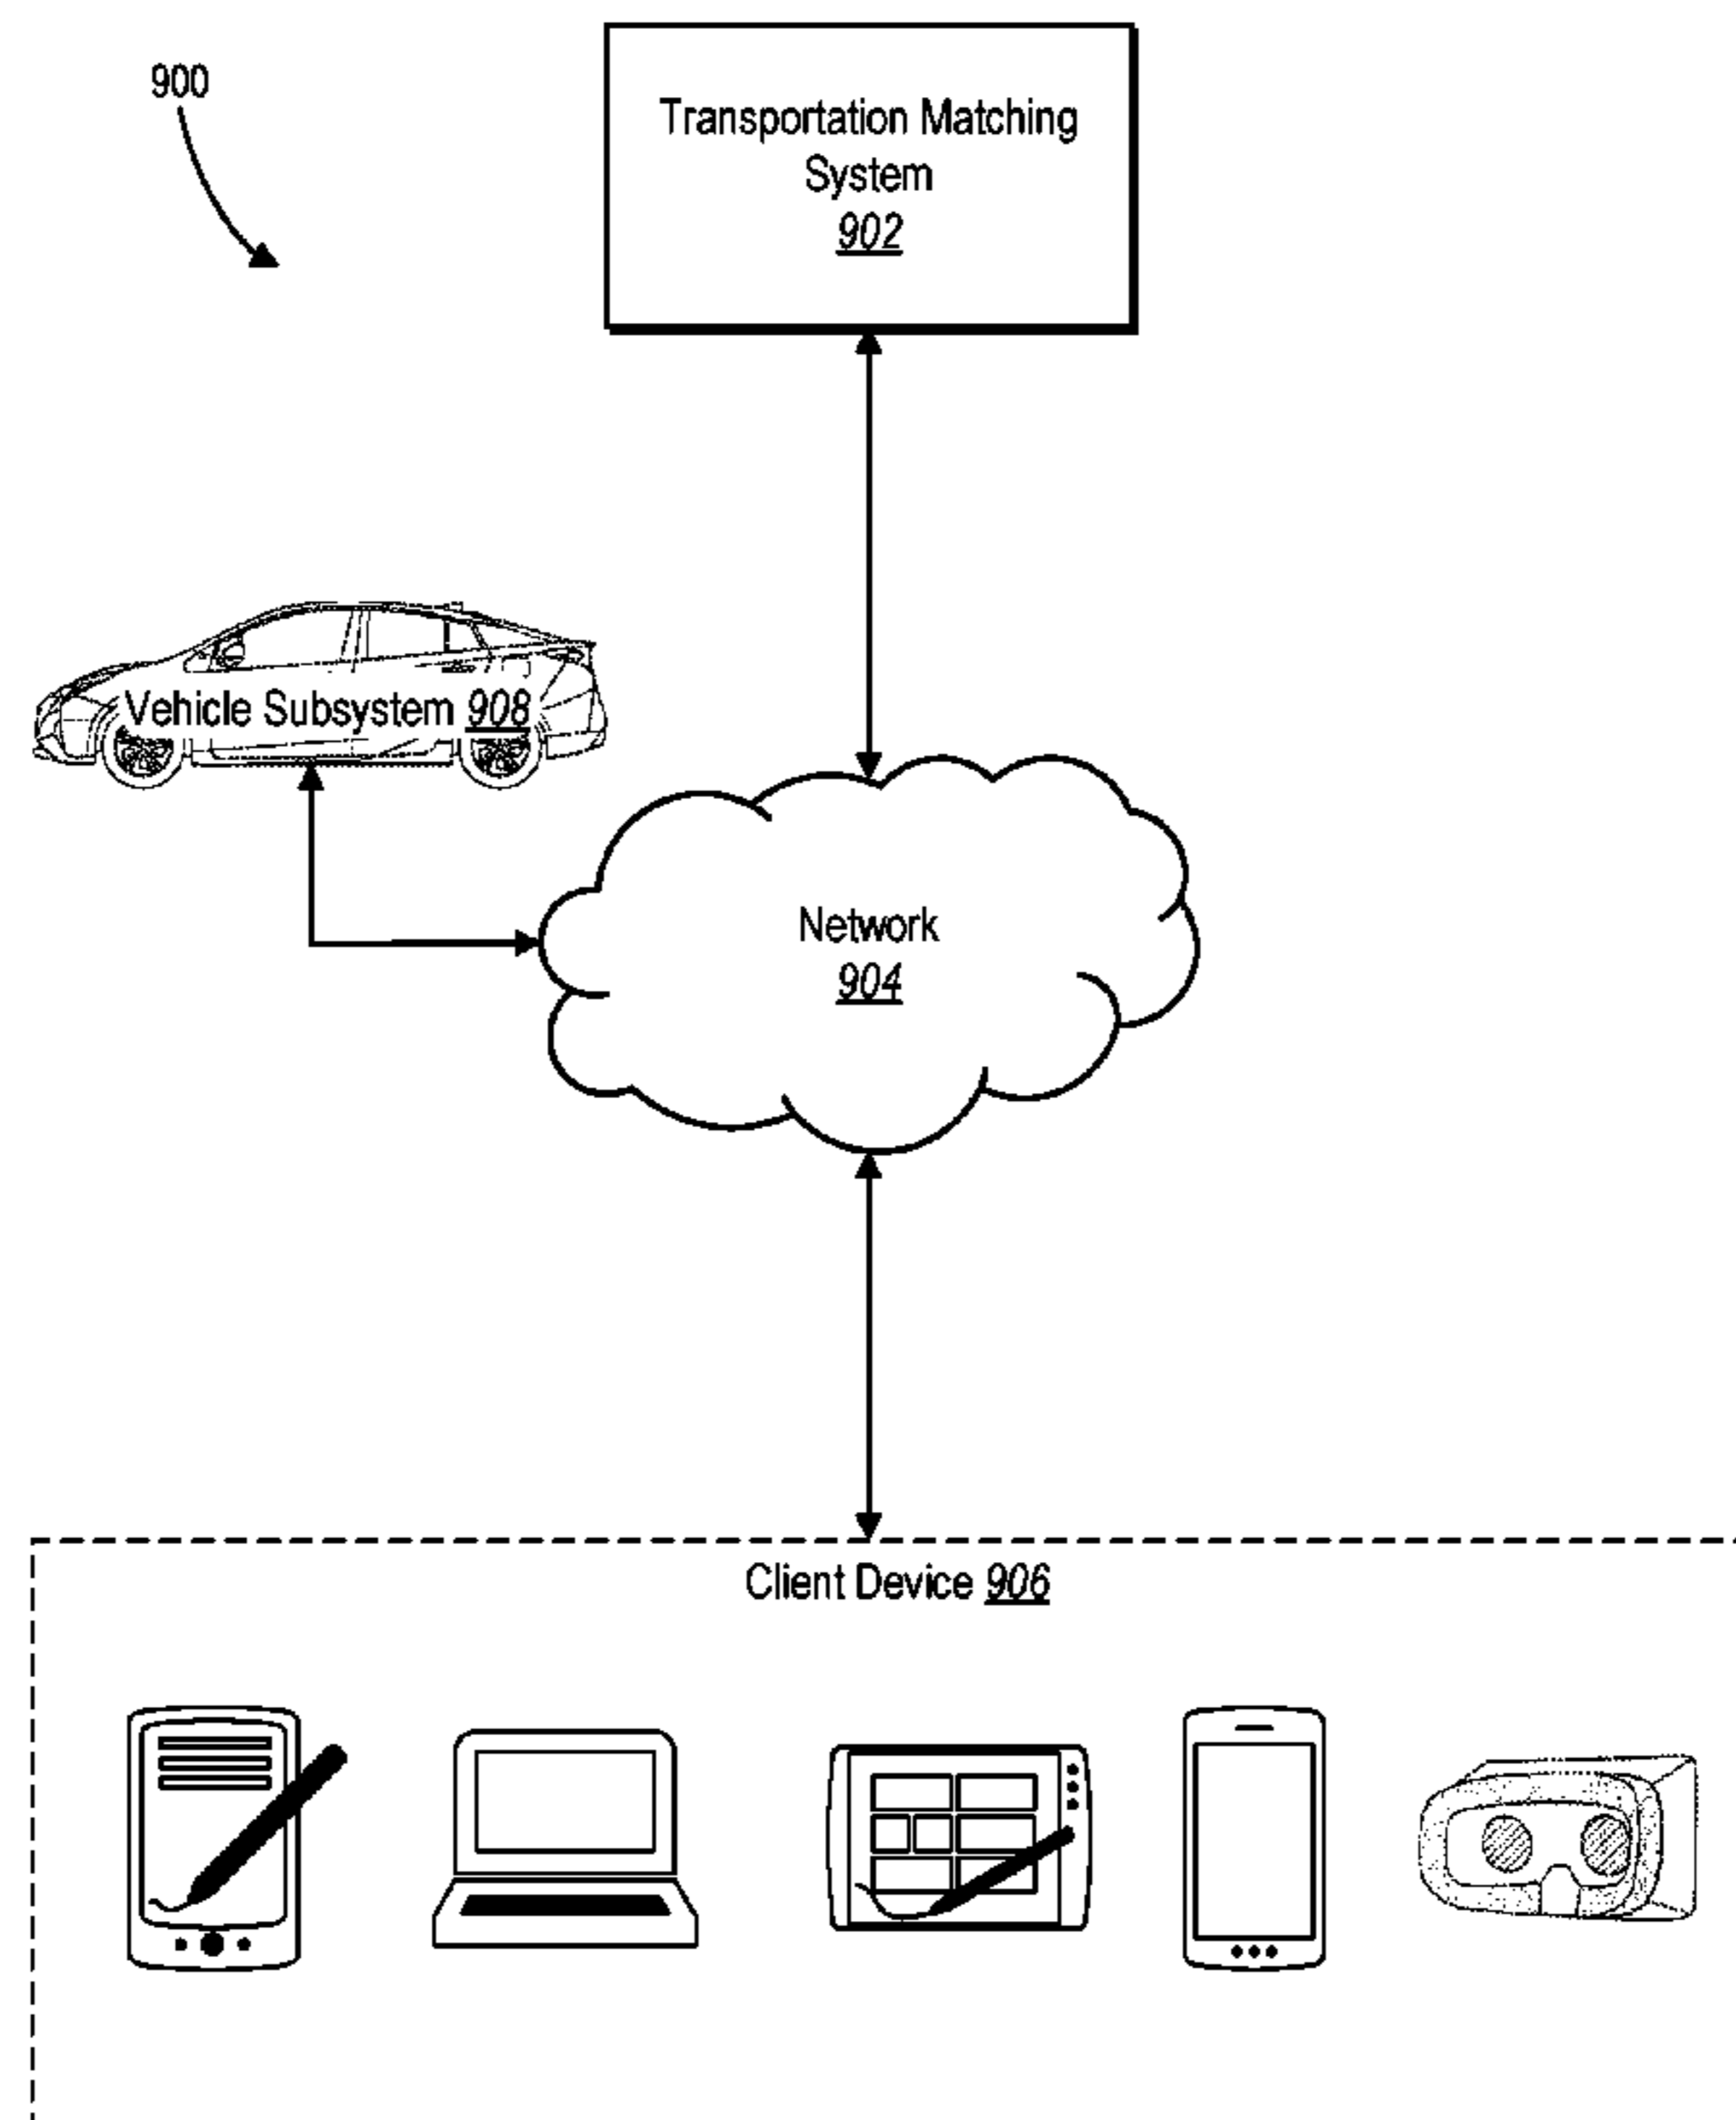 900
Transportation Matching
System
902
Vehicle Subsystem 908
Network
904
Client Device 906